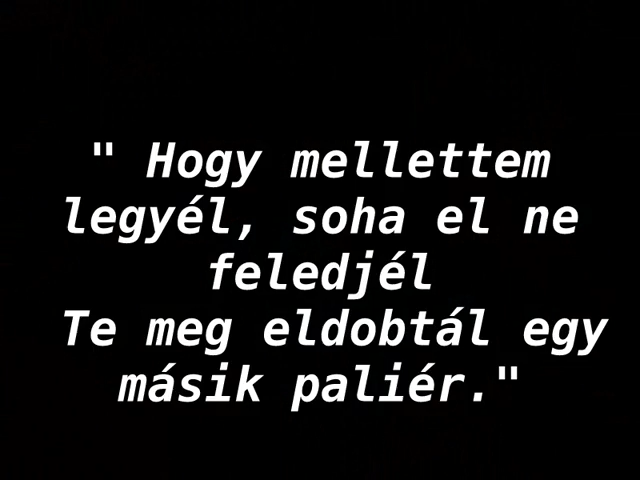 " Hogy mellettem
legyél, soha el ne
feledjél
Te meg eldobtál egy
másik paliér."